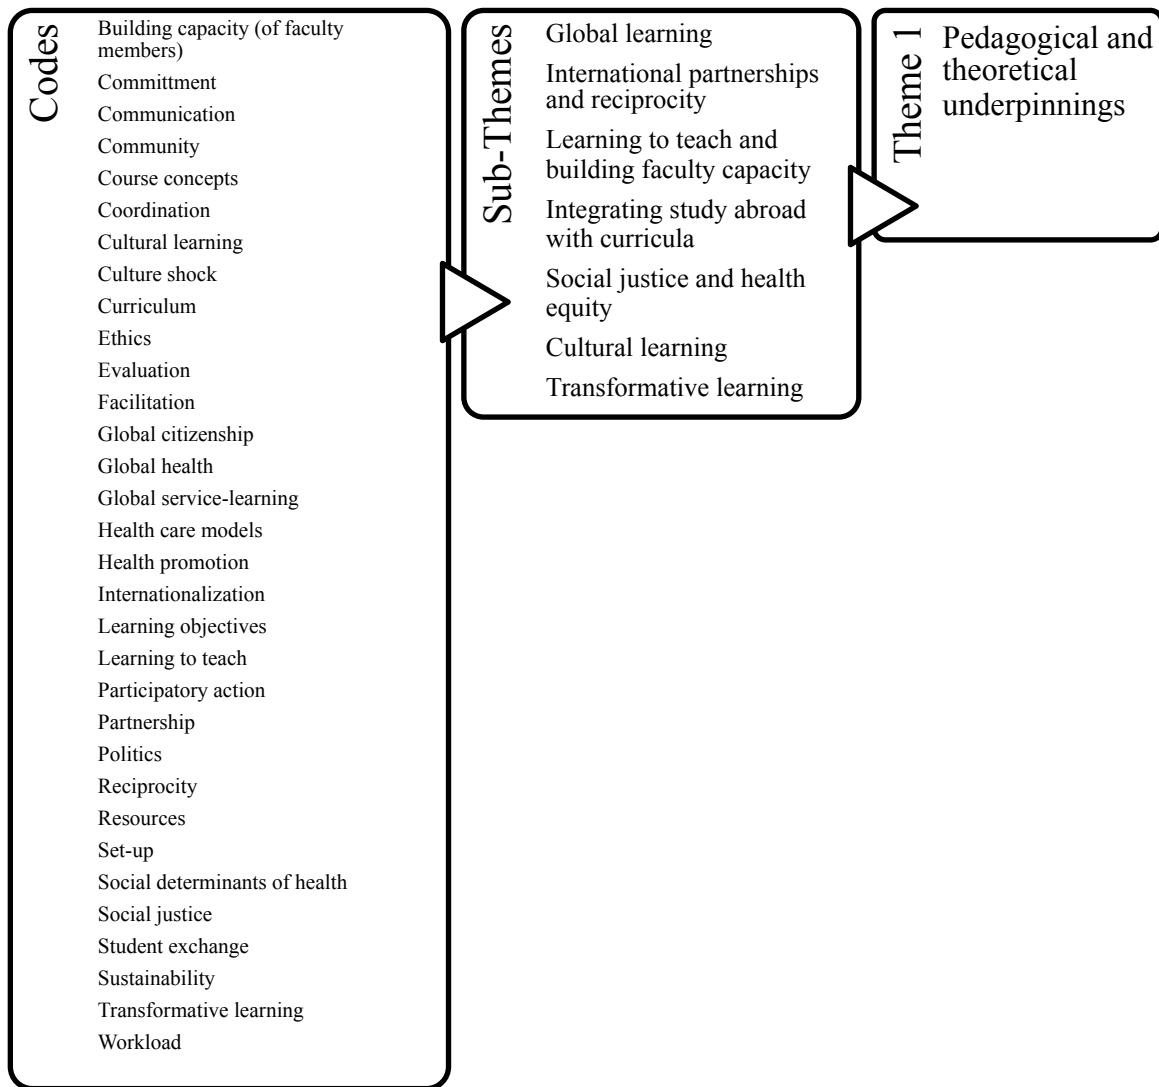 Codes
Building capacity (of faculty
members)
Committment
Communication
Community
Course concepts
Coordination
Cultural learning
Culture shock
Curriculum
Ethics
Evaluation
Facilitation
Global citizenship
Global health
Global service-learning
Health care models
Health promotion
Internationalization
Learning objectives
Learning to teach
Participatory action
Partnership
Politics
Reciprocity
Resources
Set-up
Social determinants of health
Social justice
Student exchange
Sustainability
Transformative learning
Workload
Sub-Themes
Global learning
International partnerships
and reciprocity
Learning to teach and
building faculty capacity
Integrating study abroad
with curricula
Social justice and health
equity
Cultural learning
Transformative learning
Theme 1
Pedagogical and
theoretical
underpinnings